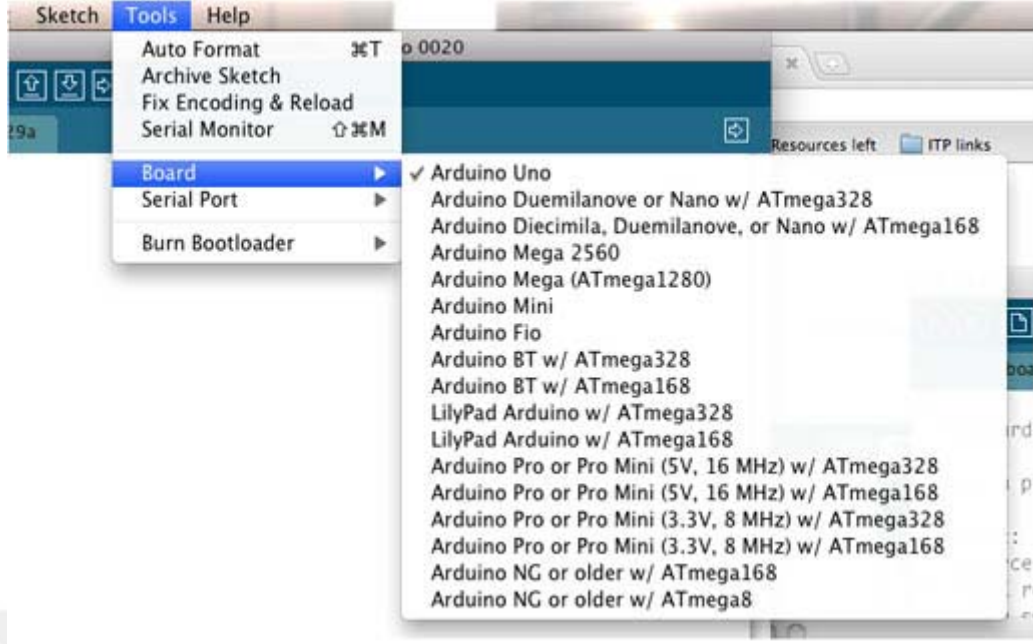 Sketch Tools Help
o 0020
Auto Format ⌘T
Archive Sketch
Fix Encoding & Reload
Serial Monitor ⇧⌘M
29a
Resources left ITP links
Board
Serial Port
Burn Bootloader
✓ Arduino Uno
Arduino Duemilanove or Nano w/ ATmega328
Arduino Diecimila, Duemilanove, or Nano w/ ATmega168
Arduino Mega 2560
Arduino Mega (ATmega1280)
Arduino Mini
Arduino Fio
Arduino BT w/ ATmega328
Arduino BT w/ ATmega168
LilyPad Arduino w/ ATmega328
LilyPad Arduino w/ ATmega168
Arduino Pro or Pro Mini (5V, 16 MHz) w/ ATmega328
Arduino Pro or Pro Mini (5V, 16 MHz) w/ ATmega168
Arduino Pro or Pro Mini (3.3V, 8 MHz) w/ ATmega328
Arduino Pro or Pro Mini (3.3V, 8 MHz) w/ ATmega168
Arduino NG or older w/ ATmega168
Arduino NG or older w/ ATmega8